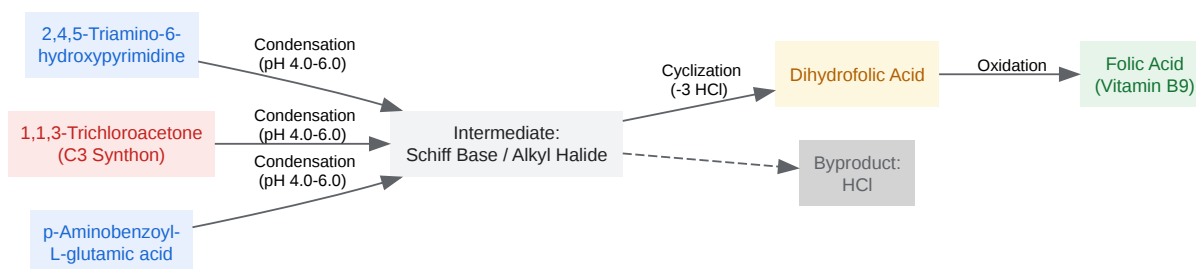 2,4,5-Triamino-6-
hydroxypyrimidine
Condensation
(pH 4.0-6.0)
1,1,3-Trichloroacetone
(C3 Synthon)
Condensation
(pH 4.0-6.0)
p-Aminobenzoyl-
L-glutamic acid
Condensation
(pH 4.0-6.0)
Intermediate:
Schiff Base / Alkyl Halide
Cyclization
(-3 HCl)
Dihydrofolic Acid
Byproduct:
HCl
Oxidation
Folic Acid
(Vitamin B9)